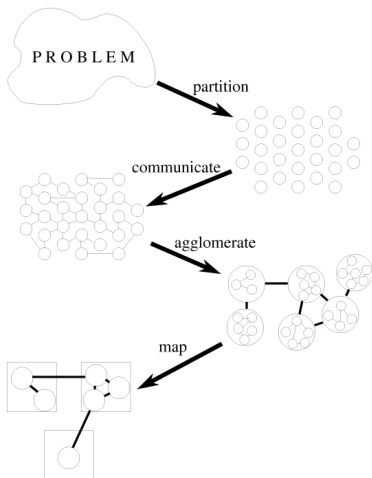 PROBLEM
partition
communicate
agglomerate
map